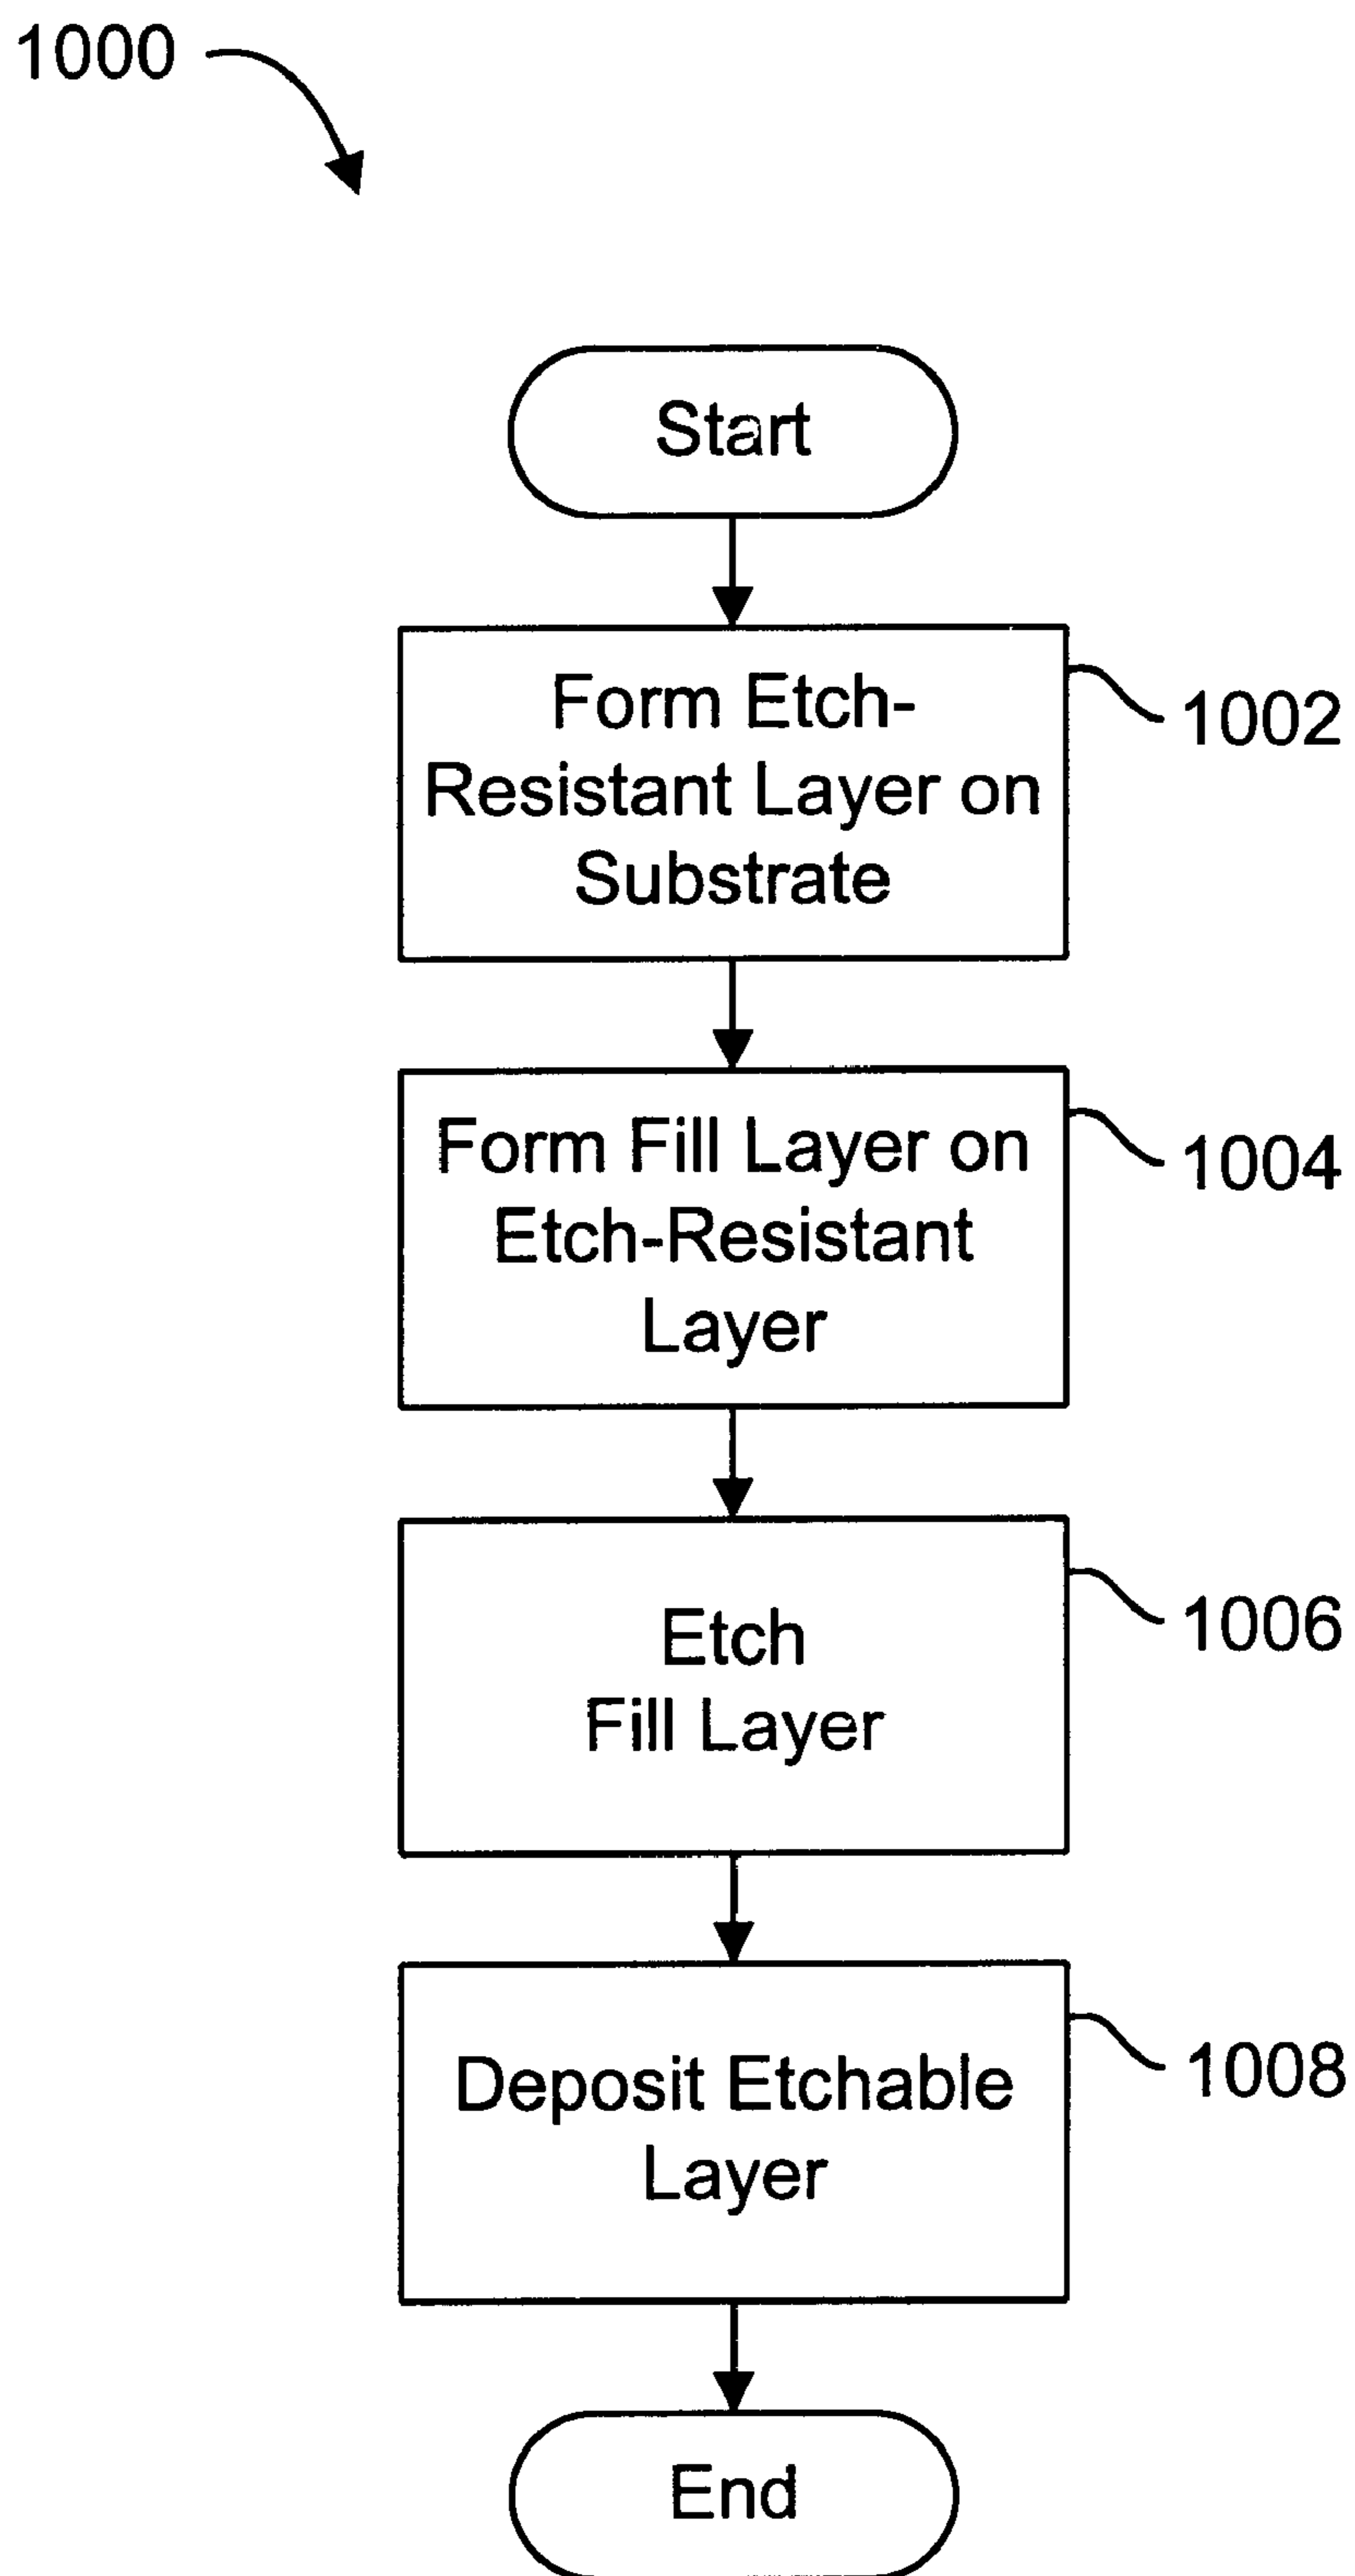 1000
Start
Form Etch-
Resistant Layer on
Substrate
1002
Form Fill Layer on
Etch-Resistant
Layer
1004
Etch
Fill Layer
1006
Deposit Etchable
Layer
1008
End